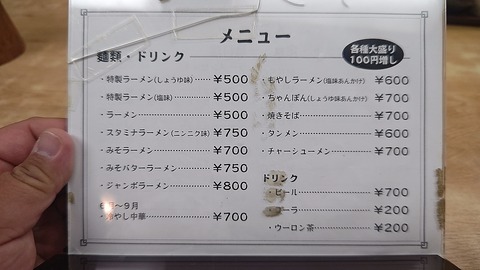 メニュー
各種大盛り
100円増し
麺類・ドリンク
・特製ラーメン(しょうゆ味)……¥500
・特製ラーメン(塩味)…………¥500
・ラーメン…………………………¥500
・スタミナラーメン(ニンニク味)…¥750
・みそラーメン……………………¥700
・みそバターラーメン……………¥750
・ジャンボラーメン………………¥800
6月〜9月
・冷やし中華………………………¥700
・もやしラーメン(塩味あんかけ)…¥600
・ちゃんぽん(しょうゆ味あんかけ)…¥700
・焼きそば…………………………¥700
・タンメン…………………………¥600
・チャーシューメン………………¥700
ドリンク
・ビール……………………………¥700
ーラ…………………………¥200
・ウーロン茶………………………¥200